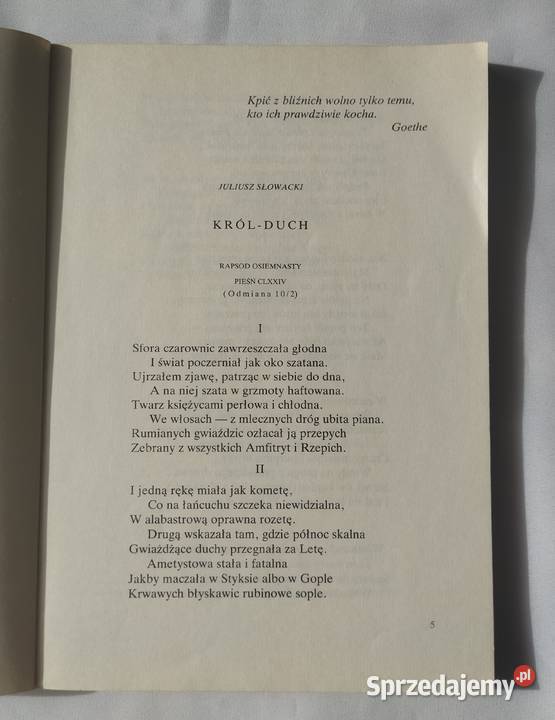 Kpić z bliźnich wolno tylko temu,
kto ich prawdziwie kocha.
Goethe
JULIUSZ SŁOWACKI
KRÓL-DUCH
RAPSOD OSIEMNASTY
PIEŚŃ CLXXIV
(Odmiana 10/2)
I
Sfora czarownic zawrzeszczała głodna
I świat poczerniał jak oko szatana.
Ujrzałem zjawę, patrząc w siebie do dna,
A na niej szata w grzmoty haftowana.
Twarz księżycami perłowa i chłodna.
We włosach — z mlecznych dróg ubita piana.
Rumianych gwiaździc ozłacał ją przepych
Zebrany z wszystkich Amfitryt i Rzepich.
II
I jedną rękę miała jak kometę,
Co na łańcuchu szczeka niewidzialna,
W alabastrową oprawna rozetę.
Drugą wskazała tam, gdzie północ skalna
Gwiażdżące duchy przegnała za Letę.
Ametystowa stała i fatalna
Jakby maczała w Styksie albo w Gople
Krwawych błyskawic rubinowe sople.
5
Sprzedajemy.pl